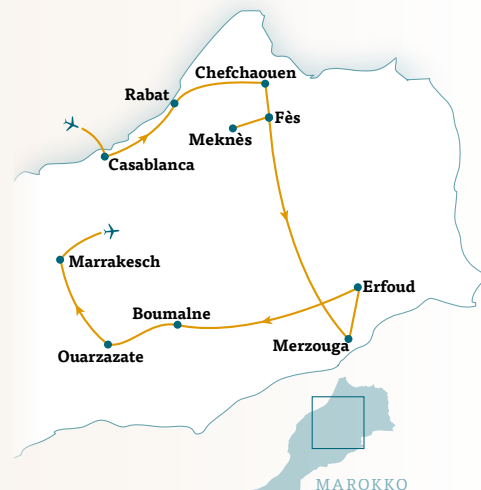 Chefchaouen
Rabat
Fès
Meknès
Casablanca
Marrakesch
Erfoud
Boumalne
Merzouga
Ouarzazate
MAROKKO